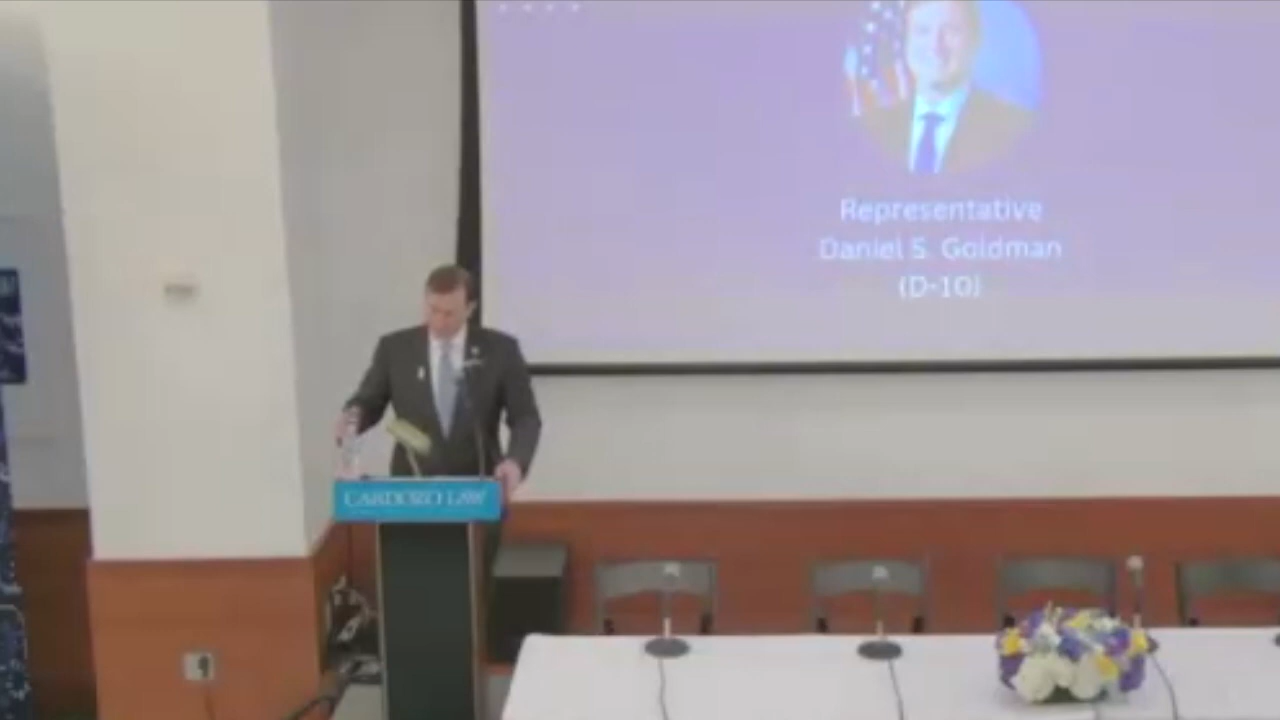 Representative
Daniel S. Goldman
(D-10)
CARDOZO LAW